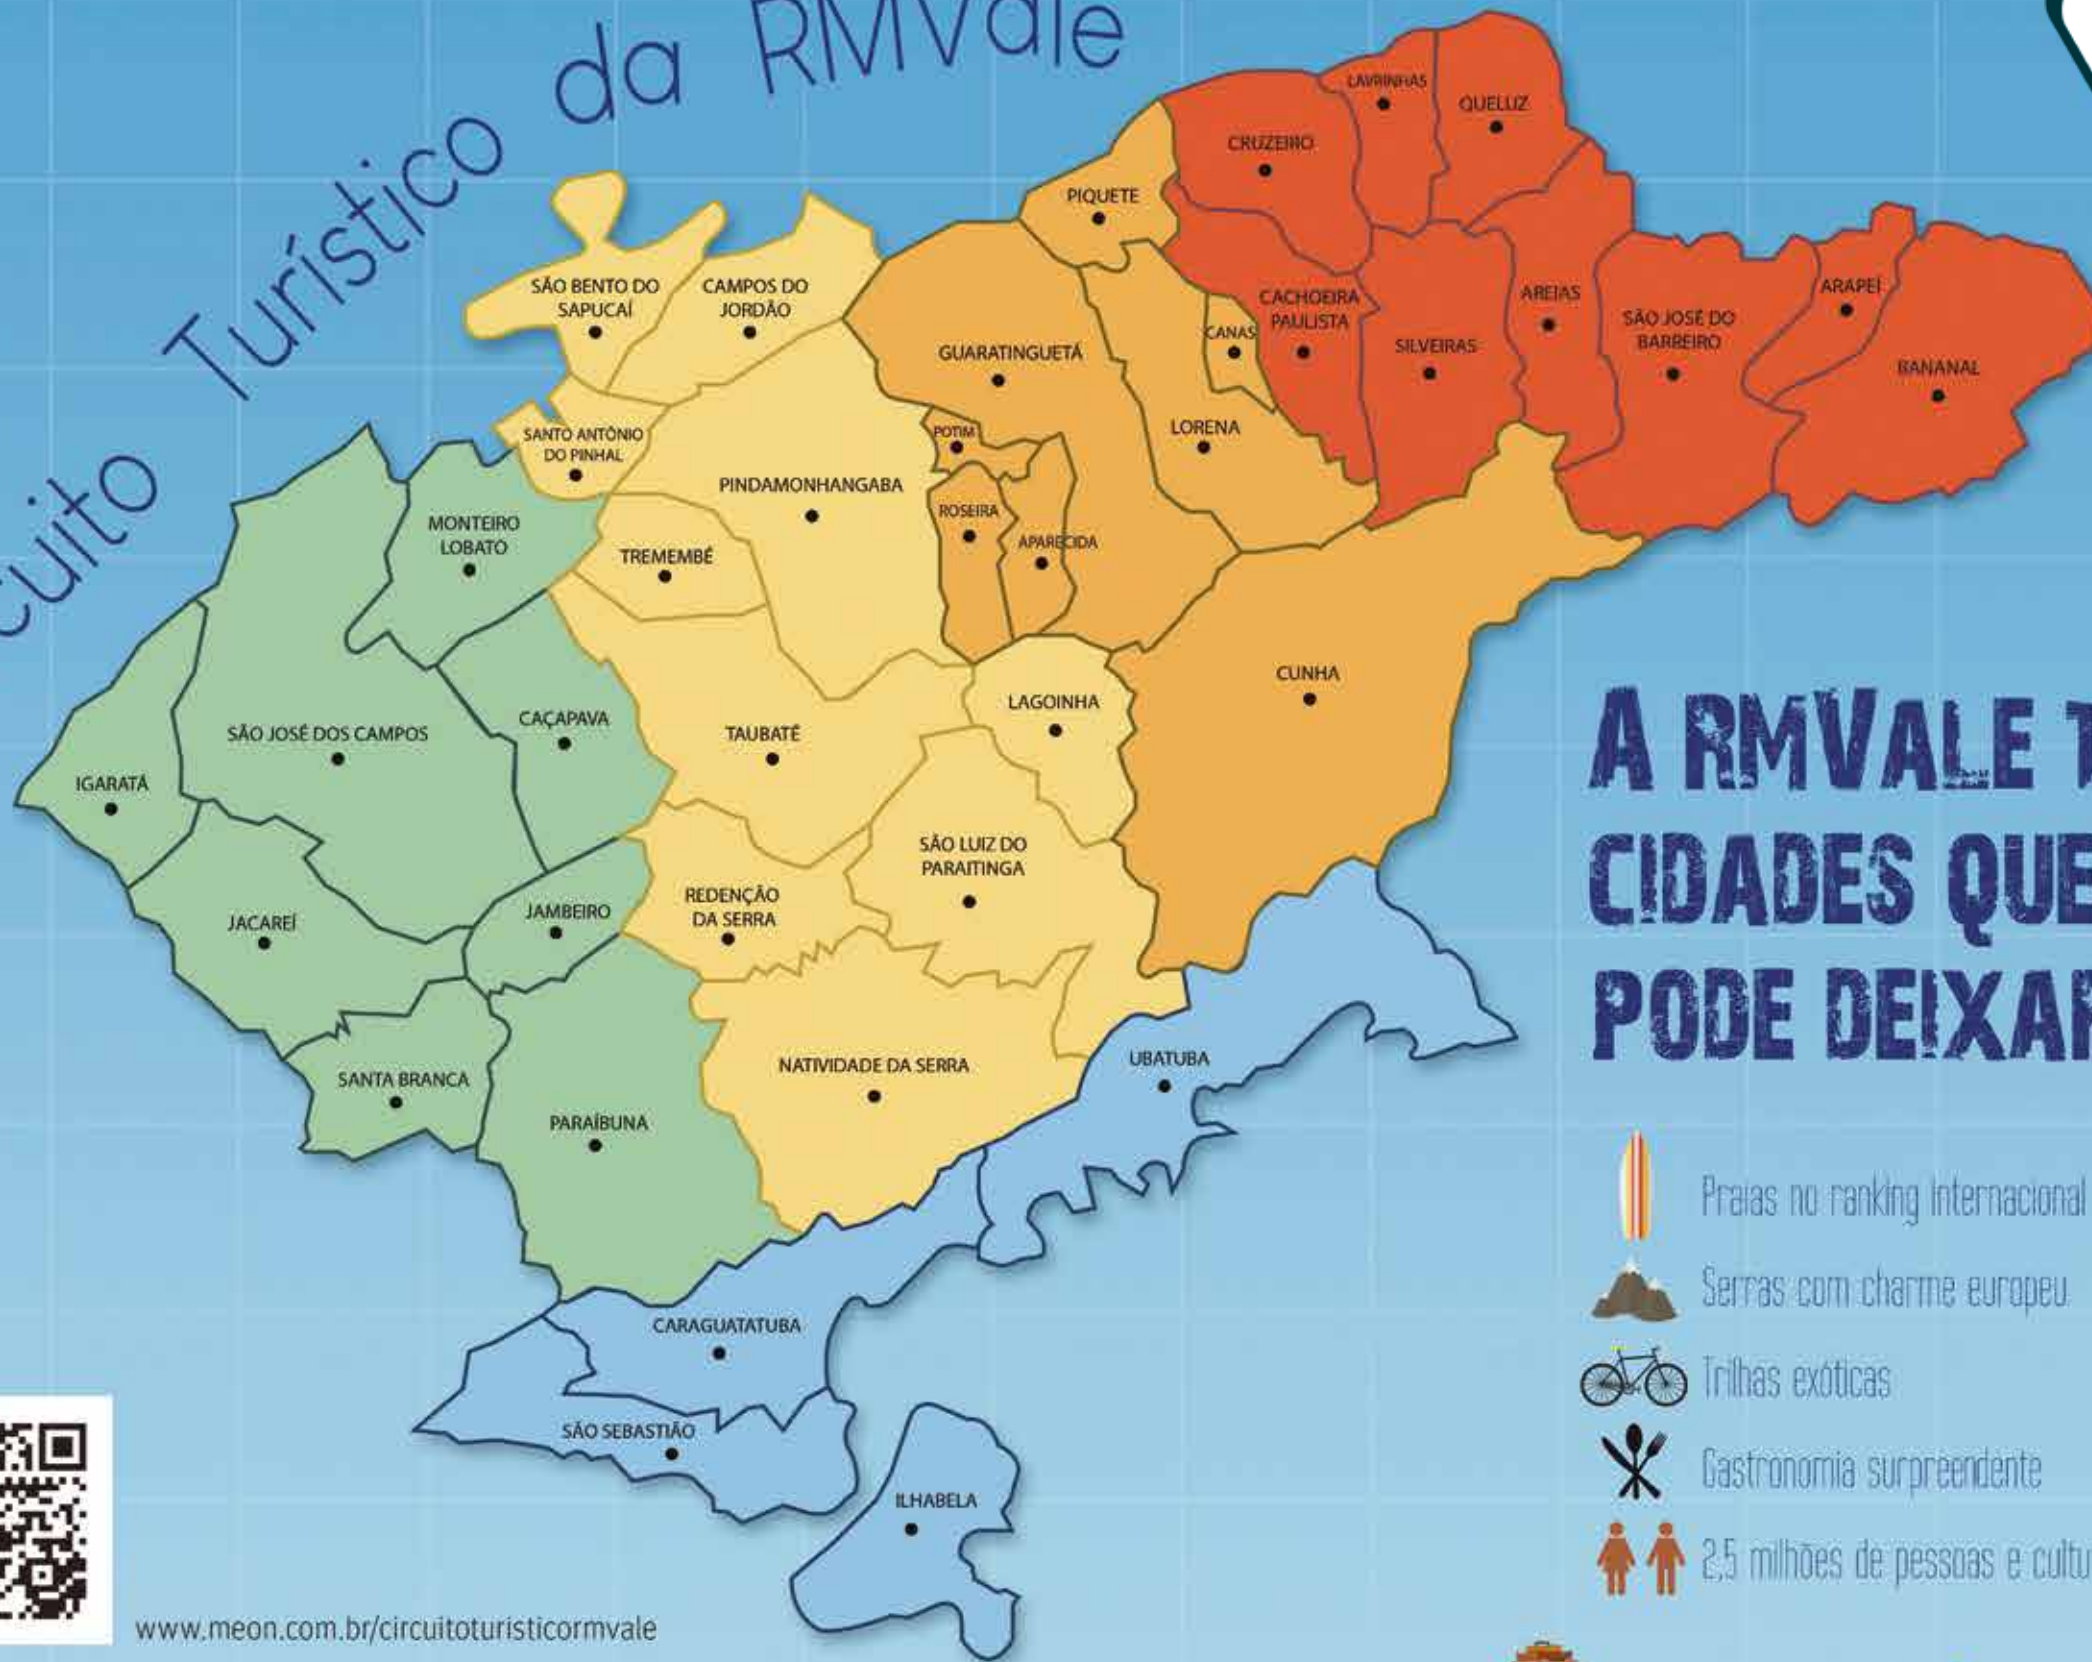 Turístico da RMVale
LAVRINHAS
QUELUZ
CRUZEIRO
PIQUETE
SÃO BENTO DO
SAPUCAÍ
CAMPOS DO
JORDÃO
CACHOEIRA
PAULISTA
AREIAS
ARAPEÍ
SÃO JOSÉ DO
BARREIRO
CANAS
SILVEIRAS
GUARATINGUETÁ
BANANAL
LORENA
POTIM
SANTO ANTÔNIO
DO PINHAL
PINDAMONHANGABA
ROSEIRA
APARECIDA
MONTEIRO
LOBATO
TREMEMBÉ
CUNHA
LAGOINHA
CAÇAPAVA
SÃO JOSÉ DOS CAMPOS
TAUBATÉ
IGARATÁ
SÃO LUIZ DO
PARAITINGA
REDENÇÃO
DA SERRA
JAMBEIRO
JACAREÍ
UBATUBA
NATIVIDADE DA SERRA
SANTA BRANCA
PARAÍBUNA
CARAGUATATUBA
SÃO SEBASTIÃO
ILHABELA
A RMVALE
CIDADES QUE
PODE DEIXAR
Praias no ranking internacional
Serras com charme europeu
Trilhas exóticas
Gastronomia surpreendente
2,5 milhões de pessoas e
www.meon.com.br/circuitoturisticormvale